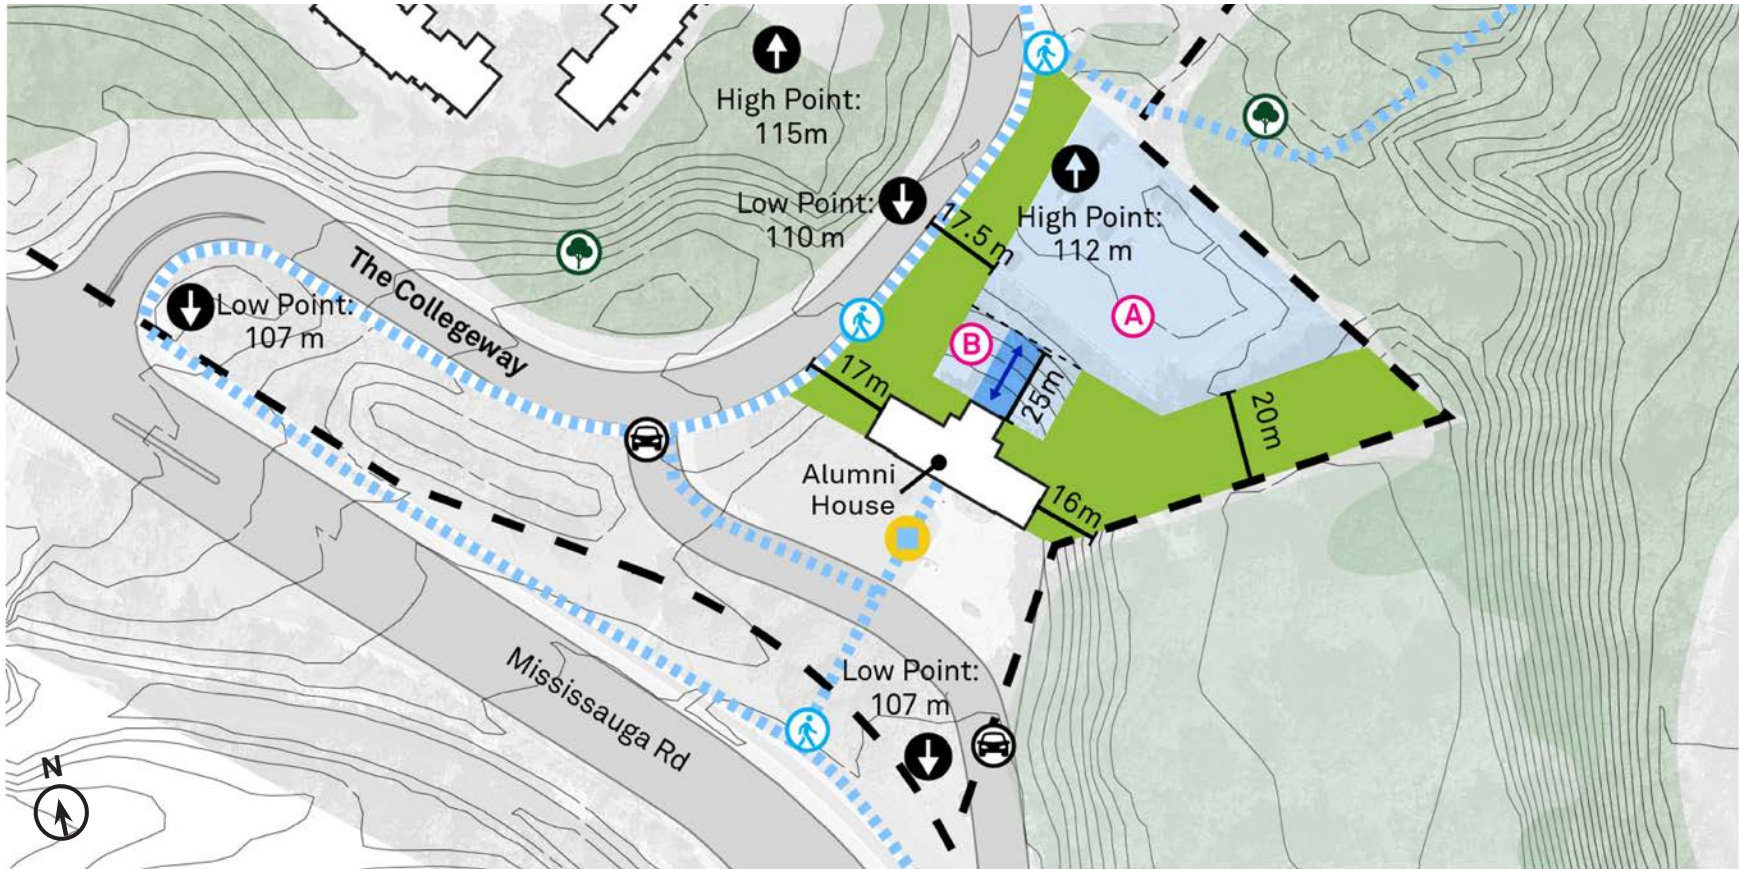 High Point:
115m
Low Point:
110 m
17.5 m
High Point:
112 m
Low Point:
107 m
The Collegeway
A
B
17m
25m
20m
Alumni
House
16m
Mississauga Rd
Low Point:
107 m
N